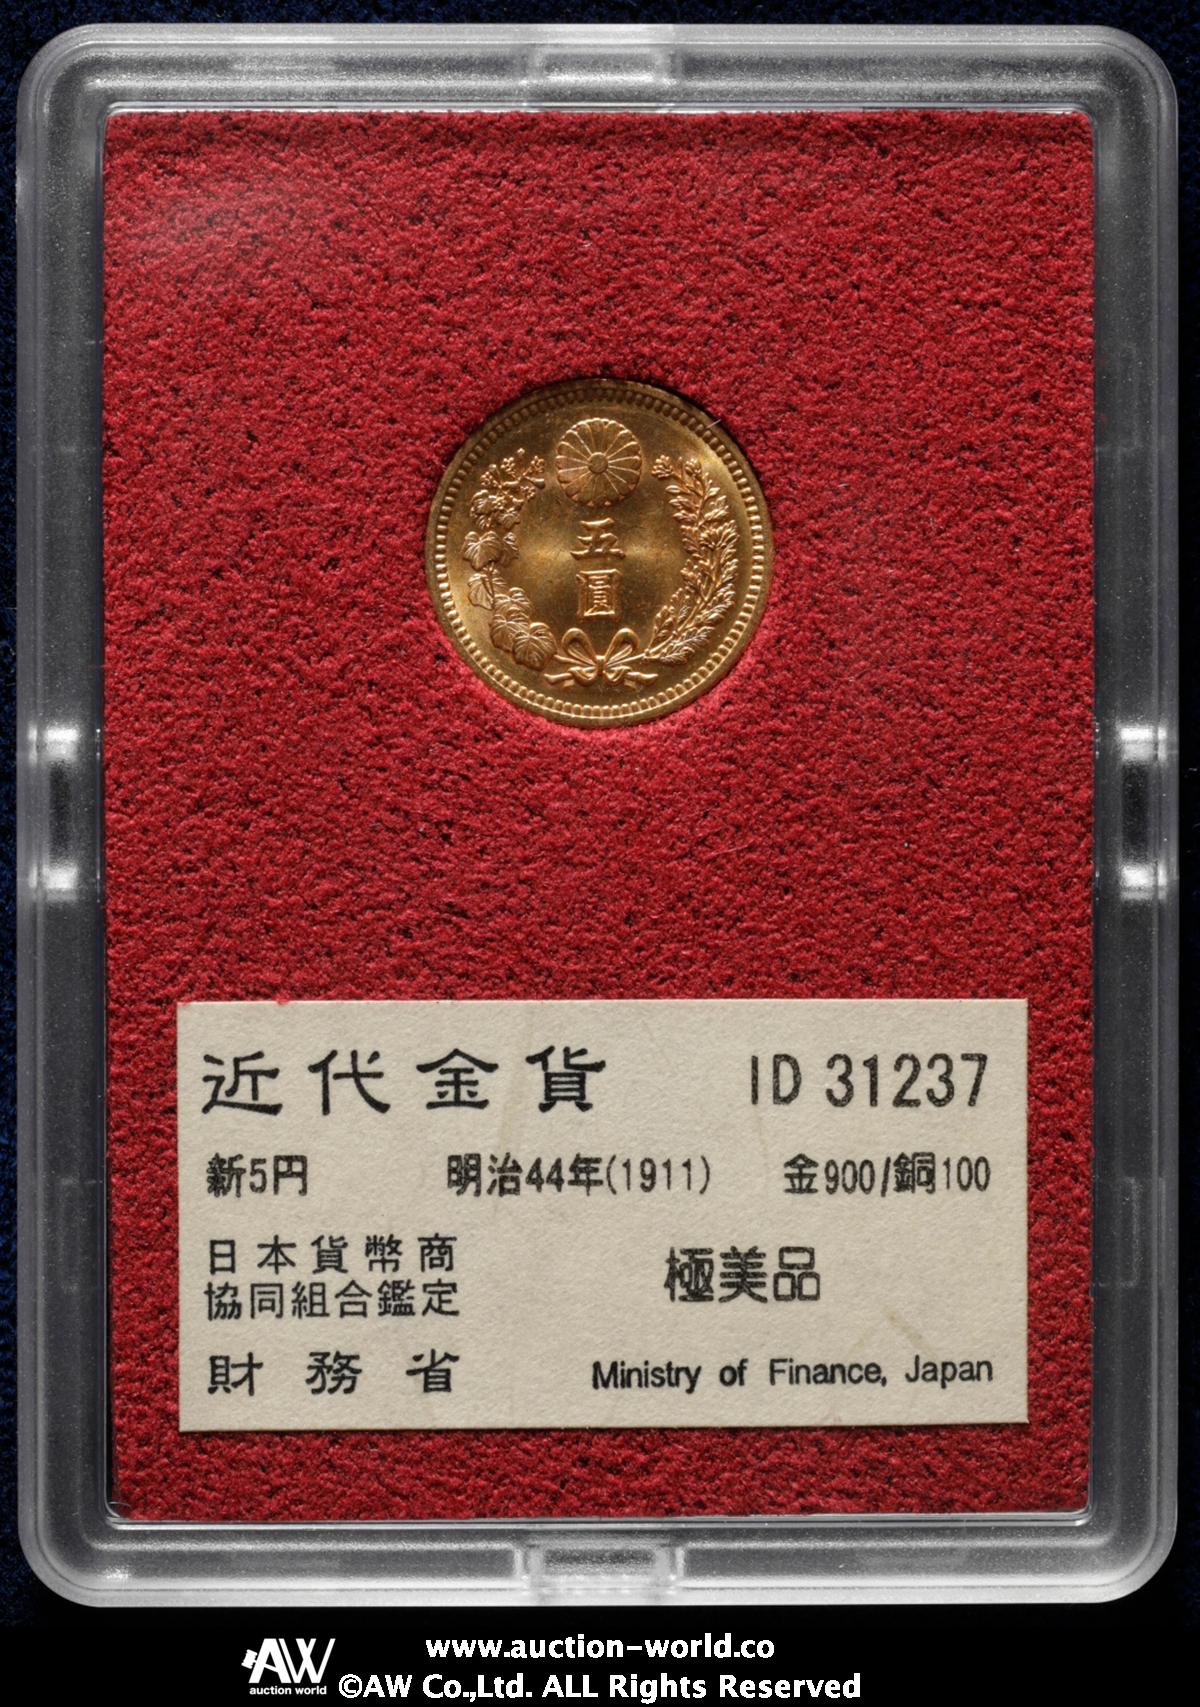 五
圓
近代金貨 ID 31237
新5円 明治44年(1911) 金900/銅100
日本貨幣商
協同組合鑑定
極美品
財務省 Ministry of Finance, Japan
AW
auction world
www.auction-world.co
©AW Co.,Ltd. ALL Rights Reserved